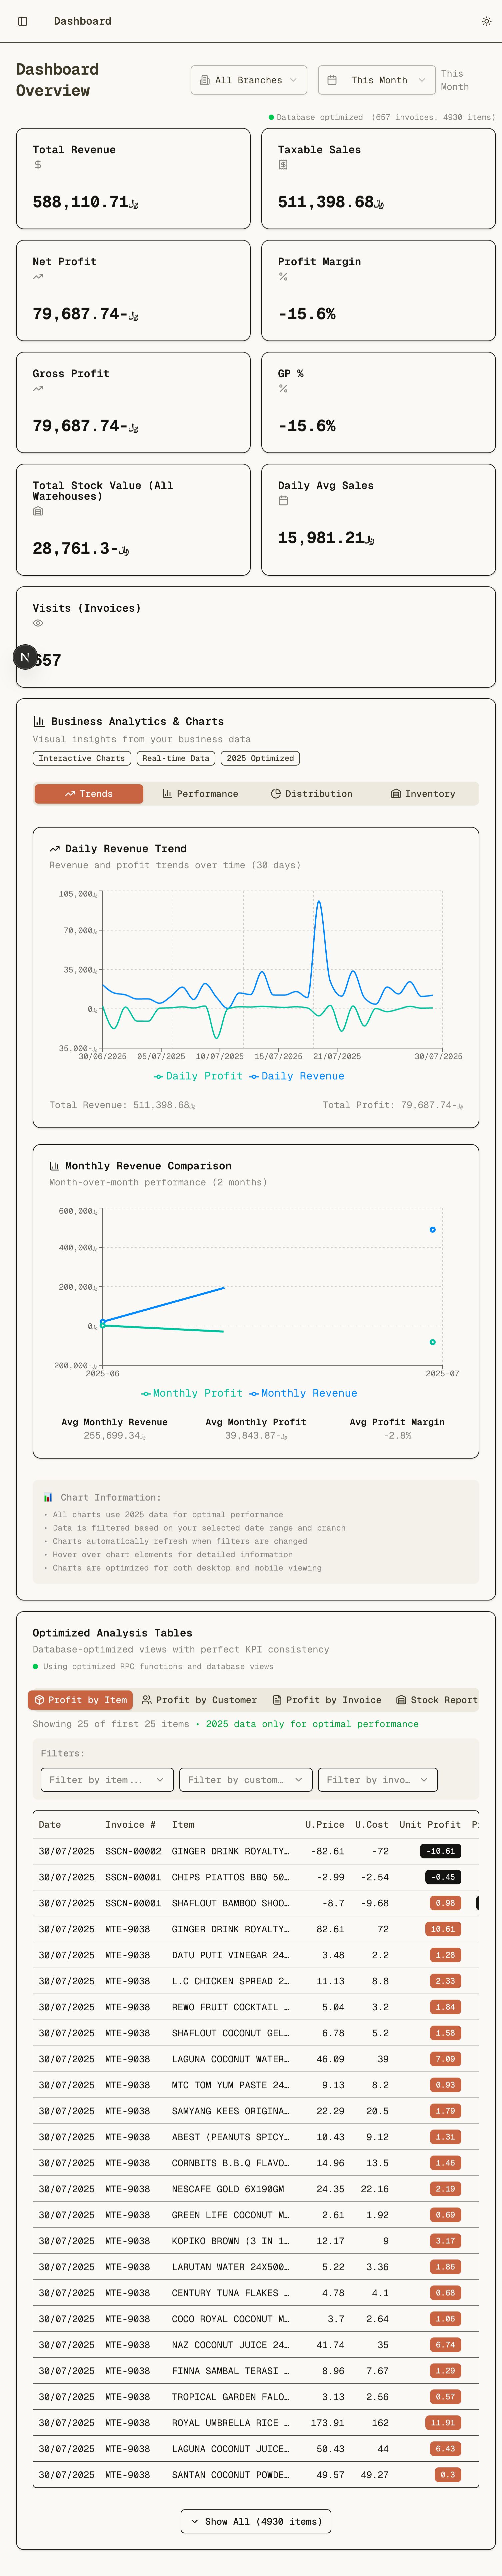 Dashboard
Dashboard
Overview
All Branches
This Month
This
Month
Database optimized (657 invoices, 4930 items)
Total Revenue
588,110.71﷼
Taxable Sales
511,398.68﷼
Net Profit
79,687.74-﷼
Profit Margin
-15.6%
Gross Profit
79,687.74-﷼
GP %
-15.6%
Total Stock Value (All
Warehouses)
28,761.3-﷼
Daily Avg Sales
15,981.21﷼
Visits (Invoices)
N
657
Business Analytics & Charts
Visual insights from your business data
Interactive Charts Real-time Data 2025 Optimized
Trends Performance Distribution Inventory
Daily Revenue Trend
Revenue and profit trends over time (30 days)
105,000﷼
70,000﷼
35,000﷼
0﷼
35,000-﷼
30/06/2025 05/07/2025 10/07/2025 15/07/2025 21/07/2025 30/07/2025
Daily Profit Daily Revenue
Total Revenue: 511,398.68﷼ Total Profit: 79,687.74-﷼
Monthly Revenue Comparison
Month-over-month performance (2 months)
600,000﷼
400,000﷼
200,000﷼
0﷼
200,000-﷼
2025-06 2025-07
Monthly Profit Monthly Revenue
Avg Monthly Revenue Avg Monthly Profit Avg Profit Margin
255,699.34﷼ 39,843.87-﷼ -2.8%
Chart Information:
• All charts use 2025 data for optimal performance
• Data is filtered based on your selected date range and branch
• Charts automatically refresh when filters are changed
• Hover over chart elements for detailed information
• Charts are optimized for both desktop and mobile viewing
Optimized Analysis Tables
Database-optimized views with perfect KPI consistency
Using optimized RPC functions and database views
Profit by Item Profit by Customer Profit by Invoice Stock Report
Showing 25 of first 25 items • 2025 data only for optimal performance
Filters:
Filter by item... Filter by custom… Filter by invo…
Date Invoice # Item U.Price U.Cost Unit Profit
30/07/2025 SSCN-00002 GINGER DRINK ROYALTY… -82.61 -72 -10.61
30/07/2025 SSCN-00001 CHIPS PIATTOS BBQ 50… -2.99 -2.54 -0.45
30/07/2025 SSCN-00001 SHAFLOUT BAMBOO SHOO… -8.7 -9.68 0.98
30/07/2025 MTE-9038 GINGER DRINK ROYALTY… 82.61 72 10.61
30/07/2025 MTE-9038 DATU PUTI VINEGAR 24… 3.48 2.2 1.28
30/07/2025 MTE-9038 L.C CHICKEN SPREAD 2… 11.13 8.8 2.33
30/07/2025 MTE-9038 REWO FRUIT COCKTAIL … 5.04 3.2 1.84
30/07/2025 MTE-9038 SHAFLOUT COCONUT GEL… 6.78 5.2 1.58
30/07/2025 MTE-9038 LAGUNA COCONUT WATER… 46.09 39 7.09
30/07/2025 MTE-9038 MTC TOM YUM PASTE 24… 9.13 8.2 0.93
30/07/2025 MTE-9038 SAMYANG KEES ORIGINA… 22.29 20.5 1.79
30/07/2025 MTE-9038 ABEST (PEANUTS SPICY… 10.43 9.12 1.31
30/07/2025 MTE-9038 CORNBITS B.B.Q FLAVO… 14.96 13.5 1.46
30/07/2025 MTE-9038 NESCAFE GOLD 6X190GM 24.35 22.16 2.19
30/07/2025 MTE-9038 GREEN LIFE COCONUT M… 2.61 1.92 0.69
30/07/2025 MTE-9038 KOPIKO BROWN (3 IN 1… 12.17 9 3.17
30/07/2025 MTE-9038 LARUTAN WATER 24X500… 5.22 3.36 1.86
30/07/2025 MTE-9038 CENTURY TUNA FLAKES … 4.78 4.1 0.68
30/07/2025 MTE-9038 COCO ROYAL COCONUT M… 3.7 2.64 1.06
30/07/2025 MTE-9038 NAZ COCONUT JUICE 24… 41.74 35 6.74
30/07/2025 MTE-9038 FINNA SAMBAL TERASI … 8.96 7.67 1.29
30/07/2025 MTE-9038 TROPICAL GARDEN FALO… 3.13 2.56 0.57
30/07/2025 MTE-9038 ROYAL UMBRELLA RICE … 173.91 162 11.91
30/07/2025 MTE-9038 LAGUNA COCONUT JUICE… 50.43 44 6.43
30/07/2025 MTE-9038 SANTAN COCONUT POWDE… 49.57 49.27 0.3
Show All (4930 items)